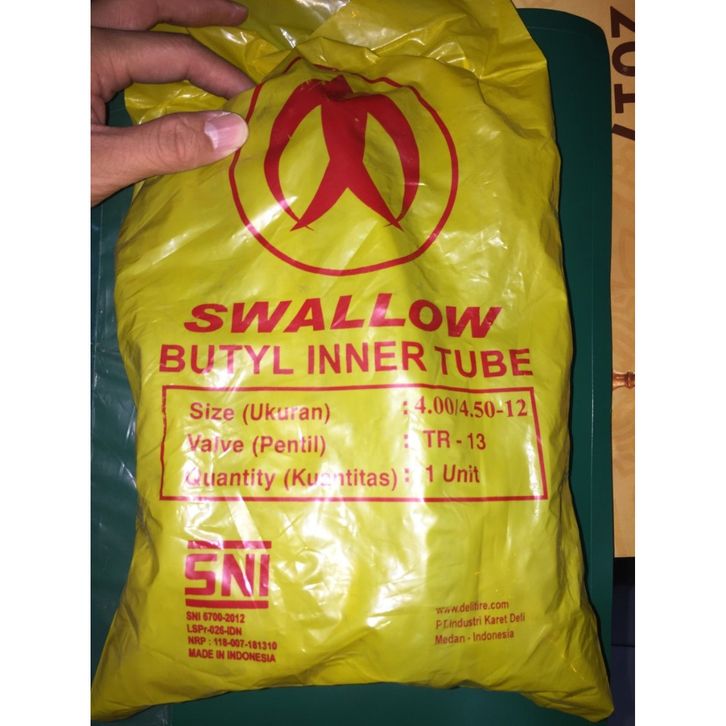 SWALLOW
BUTYL INNER TUBE
Size (Ukuran) : 4.00/4.50-12
Valve (Pentil) : TR - 13
Quantity (Kuantitas) : 1 Unit
SNI
SNI 6700-2012
LSPr-026-IDN
NRP : 118-007-181310
MADE IN INDONESIA
www.delitire.com
PT.Industri Karet Deli
Medan - Indonesia